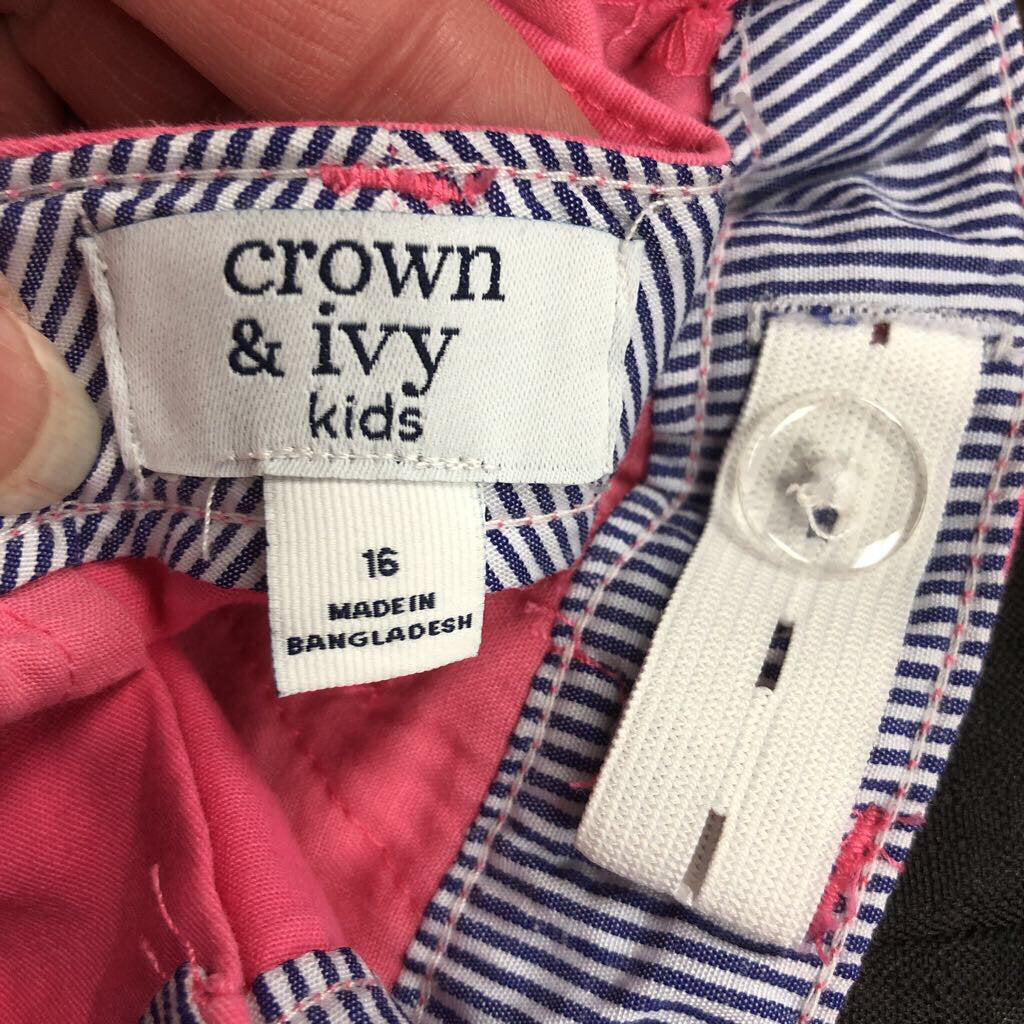 crown
& ivy
kids
16
MADE IN
BANGLADESH